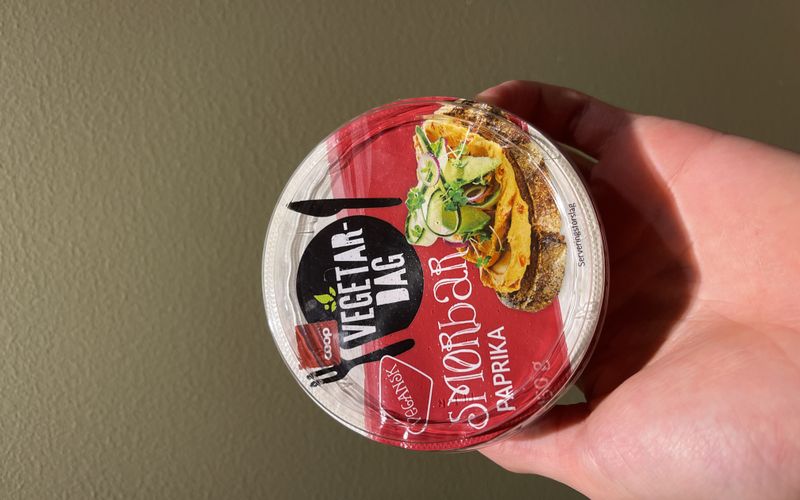 coop
VEGETAR-
DAG
VEGANSK
SMØRbaR
PAPRIKA
Serveringsforslag